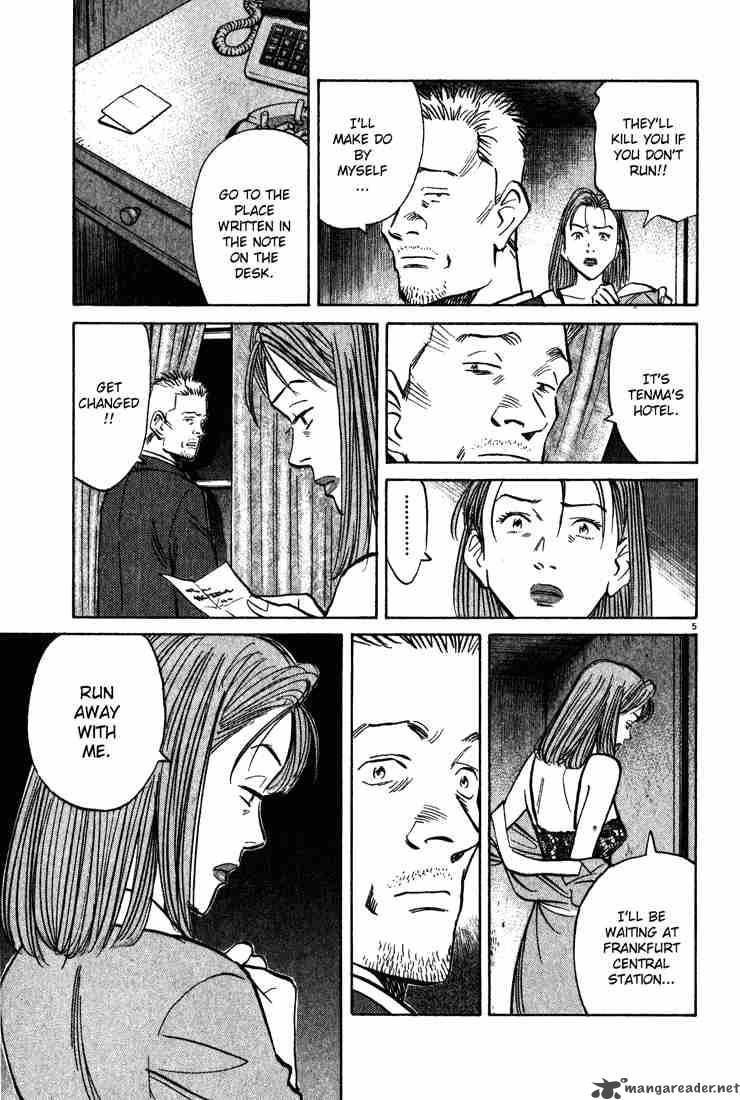 THEY'LL
KILL YOU IF
YOU DON'T
RUN!!
I'LL
MAKE DO
BY
MYSELF
...
GO TO THE
PLACE
WRITTEN IN
THE NOTE
ON THE
DESK.
IT'S
TENMA'S
HOTEL.
GET
CHANGED
!!
.........
5
I'LL BE
WAITING AT
FRANKFURT
CENTRAL
STATION...
RUN
AWAY
WITH
ME.
mangareader.net